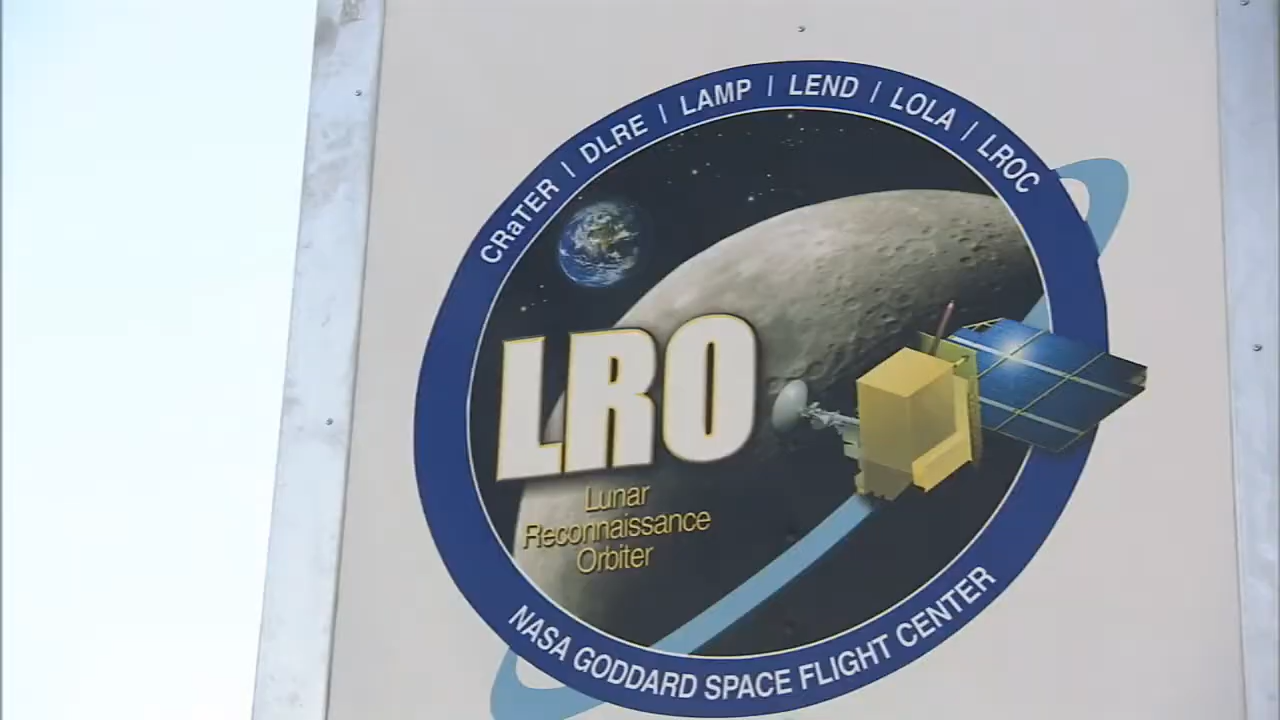 CRaTER | DLRE | LAMP | LEND | LOLA | LROC
LRO
Lunar
Reconnaissance
Orbiter
NASA GODDARD SPACE FLIGHT CENTER